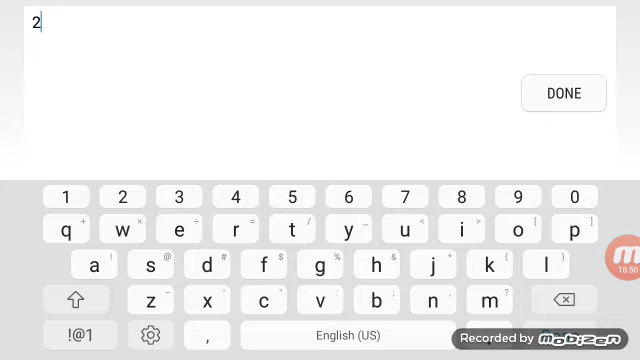 2
DONE
1 2 3 4 5 6 7 8 9 0
q + w × e ÷ r = t / y _ u < i > o [ p ]
a ! s @ d # f $ g % h & j * k ( l )
z - x ' c " v : b ; n , m ?
!@1 , English (US)
18:50
Recorded by MOBIZEN